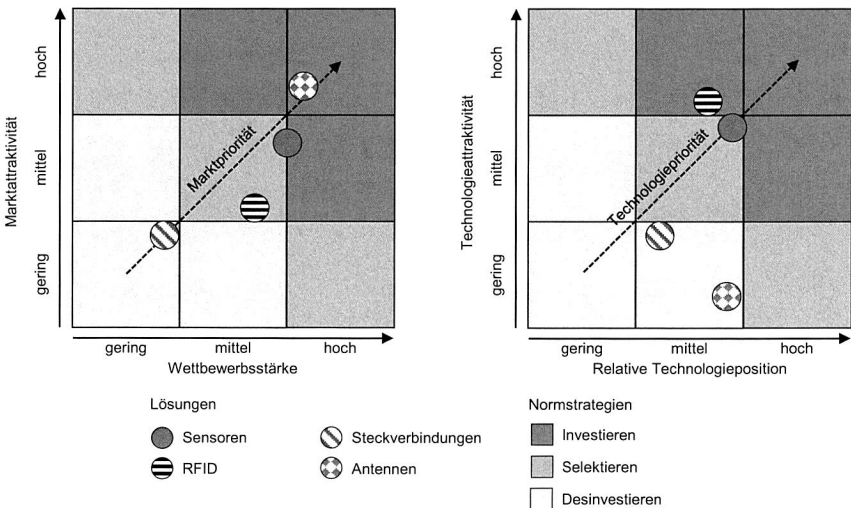 Marktattraktivität
hoch
mittel
gering
Marktpriorität
gering
mittel
hoch
Wettbewerbsstärke
Technologieattraktivität
hoch
mittel
gering
Technologiepriorität
gering
mittel
hoch
Relative Technologieposition
Lösungen
Sensoren
RFID
Steckverbindungen
Antennen
Normstrategien
Investieren
Selektieren
Desinvestieren